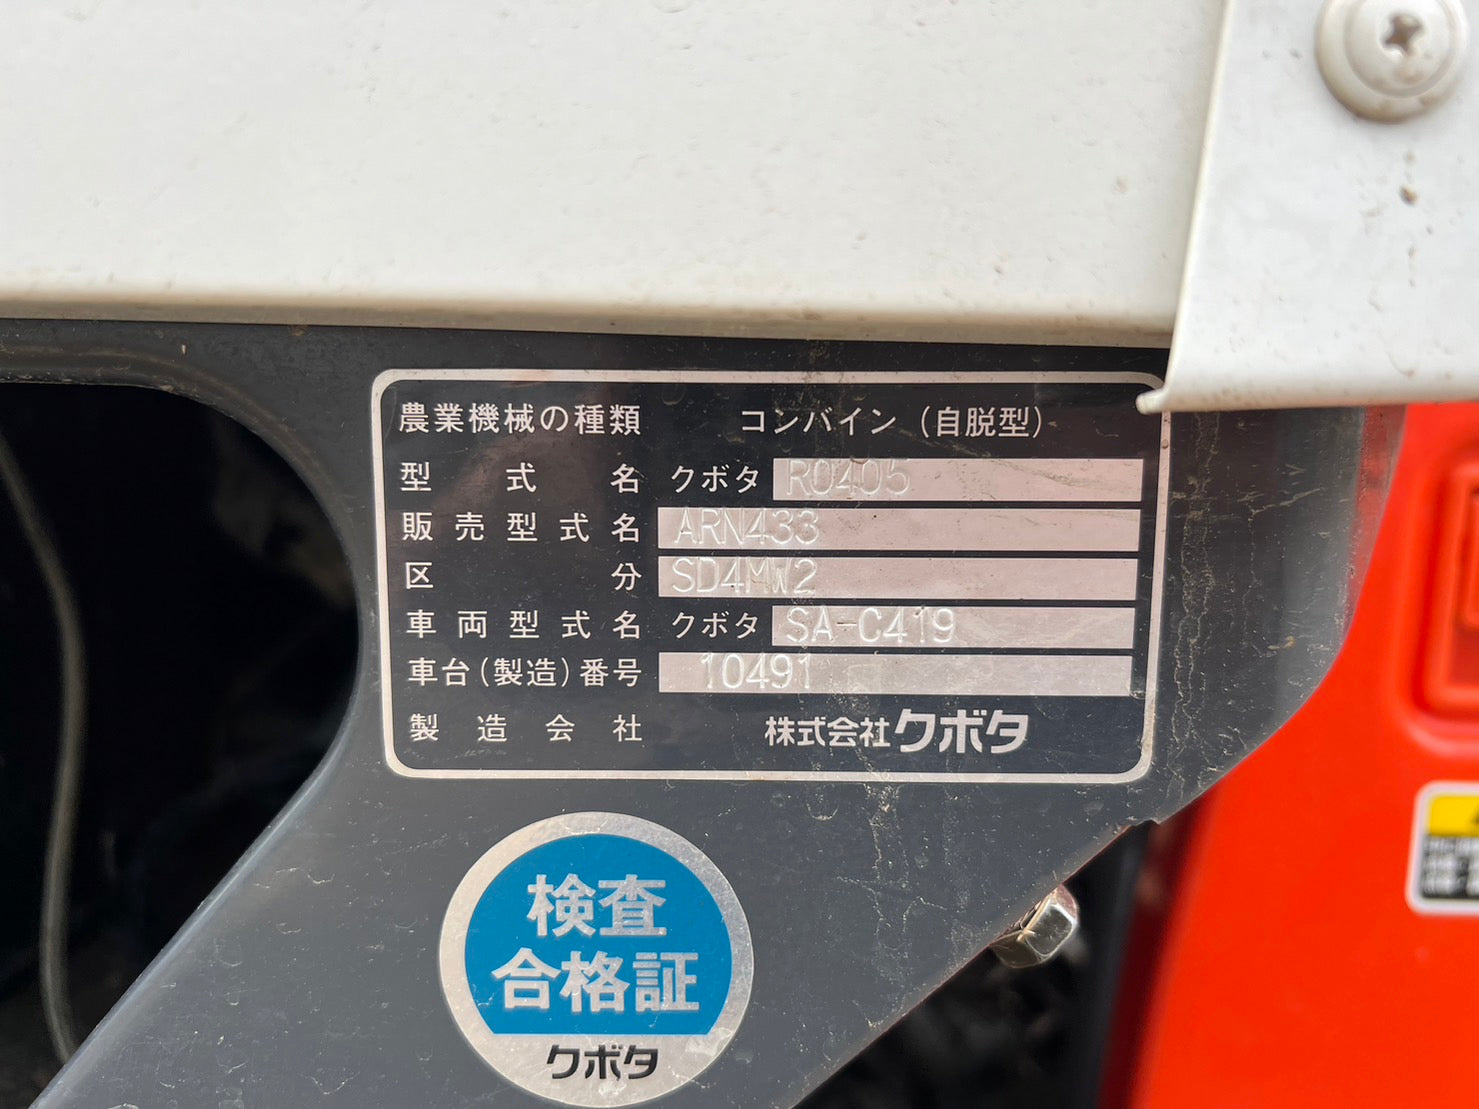 農業機械の種類 コンバイン(自脱型)
型式名 クボタ R0405
販売型式名 ARN433
区分 SD4MW2
車両型式名 クボタ SA-C419
車台(製造)番号 10491
製造会社 株式会社クボタ
検査
合格証
クボタ